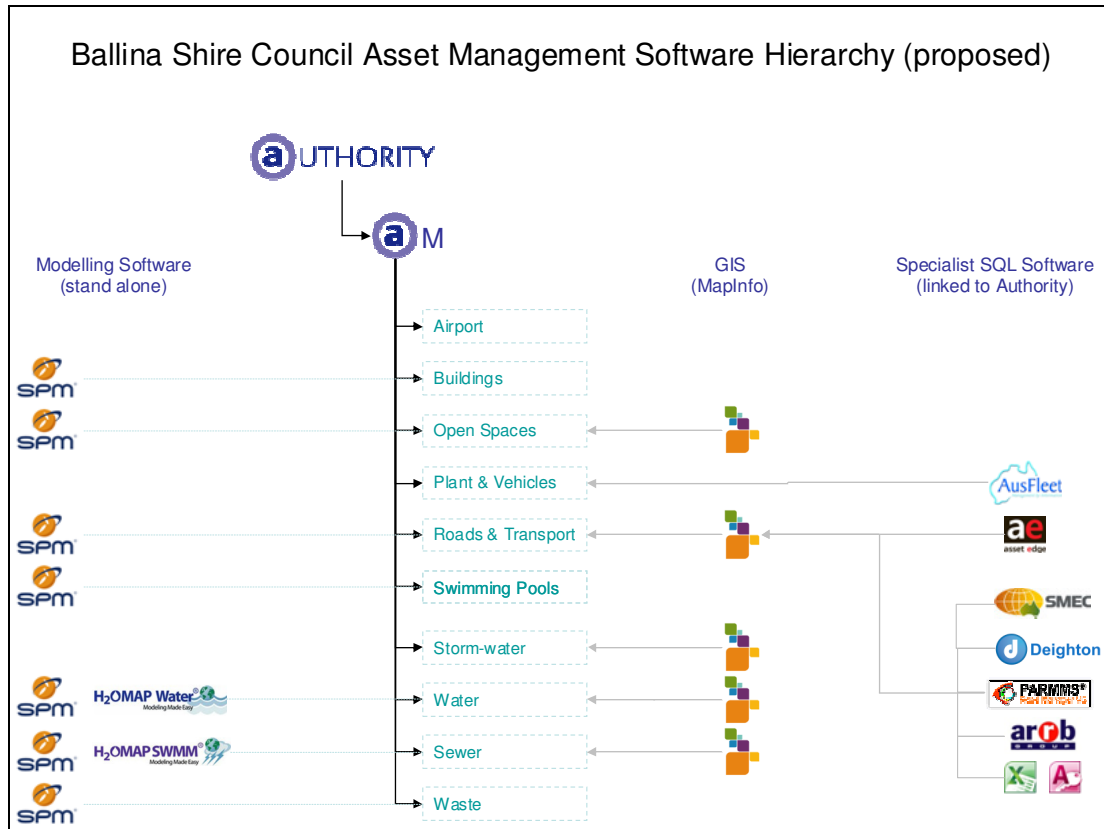 Ballina Shire Council Asset Management Software Hierarchy (proposed)
aUTHORITY
a M
Modelling Software
(stand alone)
GIS
(MapInfo)
Specialist SQL Software
(linked to Authority)
Airport
SPM
Buildings
SPM
Open Spaces
Plant & Vehicles
AusFleet
SPM
Roads & Transport
ae
asset edge
SPM
Swimming Pools
SMEC
Storm-water
d Deighton
SPM
H2OMAP Water®
Modeling Made Easy
Water
PARMMS®
SPM
H2OMAP SWMM®
Modeling Made Easy
Sewer
arrb
GROUP
SPM
Waste
X
A